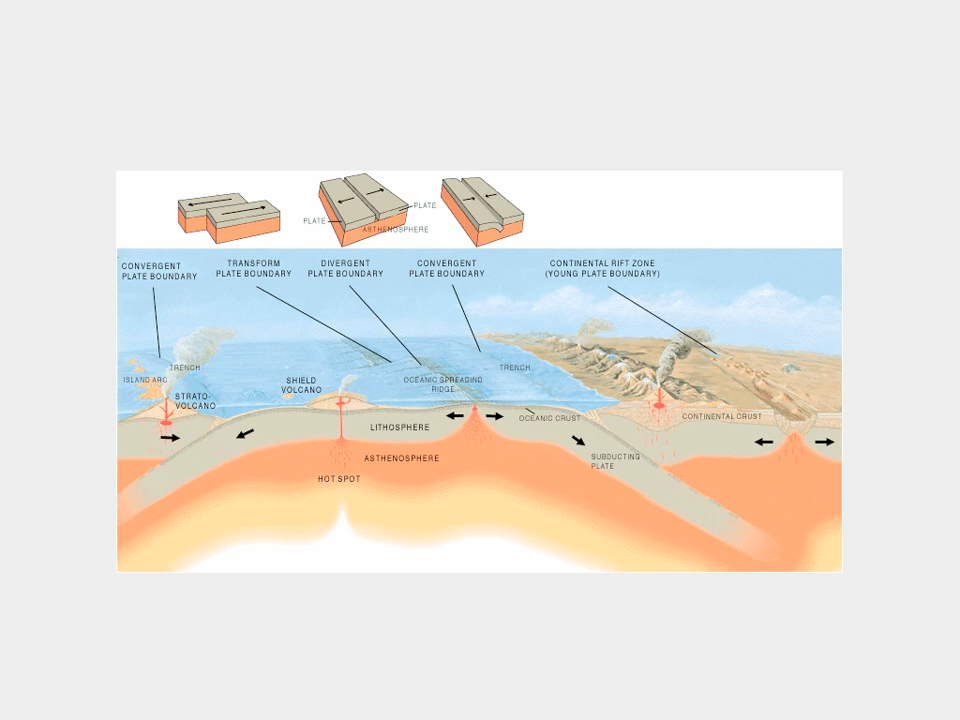 PLATE
PLATE
ASTHENOSPHERE
CONVERGENT
PLATE BOUNDARY
TRANSFORM
PLATE BOUNDARY
DIVERGENT
PLATE BOUNDARY
CONVERGENT
PLATE BOUNDARY
CONTINENTAL RIFT ZONE
(YOUNG PLATE BOUNDARY)
TRENCH
ISLAND ARC
STRATO-
VOLCANO
SHIELD
VOLCANO
OCEANIC SPREADING
RIDGE
TRENCH
OCEANIC CRUST
CONTINENTAL CRUST
LITHOSPHERE
ASTHENOSPHERE
SUBDUCTING
PLATE
HOT SPOT